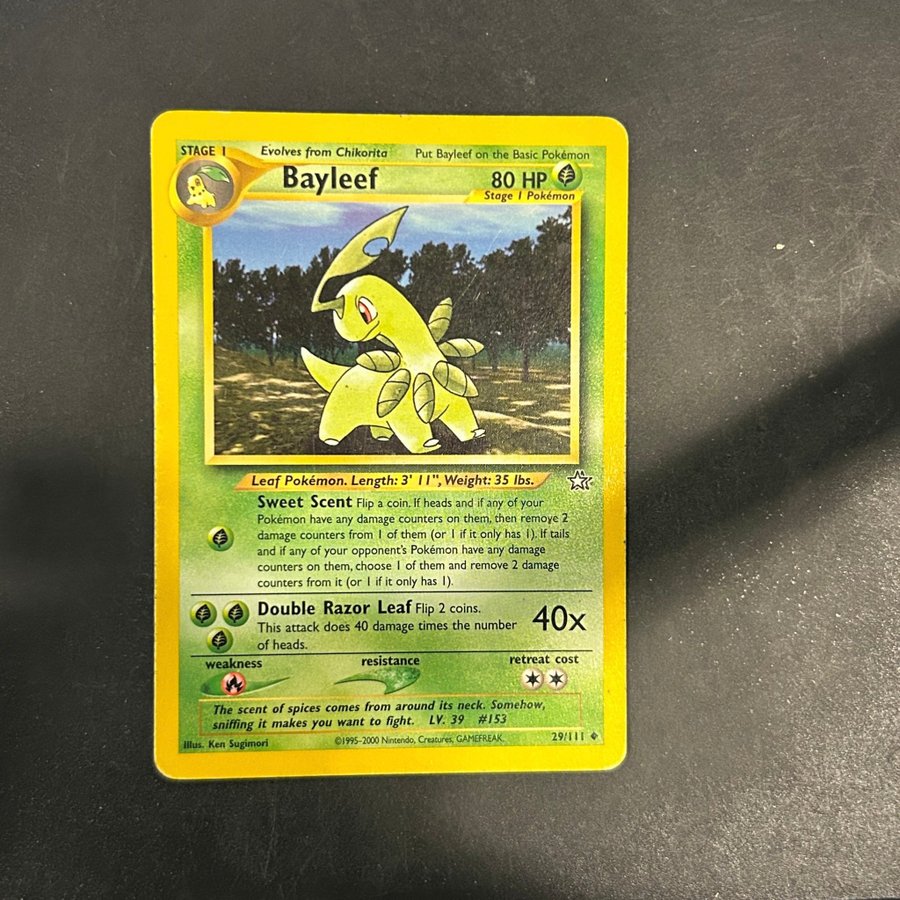 STAGE 1 Evolves from Chikorita Put Bayleef on the Basic Pokémon
Bayleef 80 HP
Stage 1 Pokémon
Leaf Pokémon. Length: 3' 11", Weight: 35 lbs.
Sweet Scent Flip a coin. If heads and if any of your
Pokémon have any damage counters on them, then remove 2
damage counters from 1 of them (or 1 if it only has 1). If tails
and if any of your opponent's Pokémon have any damage
counters on them, choose 1 of them and remove 2 damage
counters from it (or 1 if it only has 1).
Double Razor Leaf Flip 2 coins.
This attack does 40 damage times the number
of heads.
40x
weakness resistance retreat cost
The scent of spices comes from around its neck. Somehow,
sniffing it makes you want to fight. LV. 39 #153
Illus. Ken Sugimori ©1995-2000 Nintendo, Creatures, GAMEFREAK. 29/111